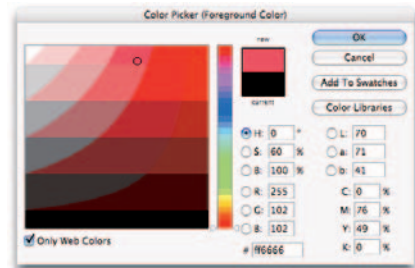 Color Picker (Foreground Color)
new
current
OK
Cancel
Add To Swatches
Color Libraries
H: 0 °
S: 60 %
B: 100 %
R: 255
G: 102
B: 102
# ff6666
L: 70
a: 71
b: 41
C: 0 %
M: 76 %
Y: 49 %
K: 0 %
Only Web Colors